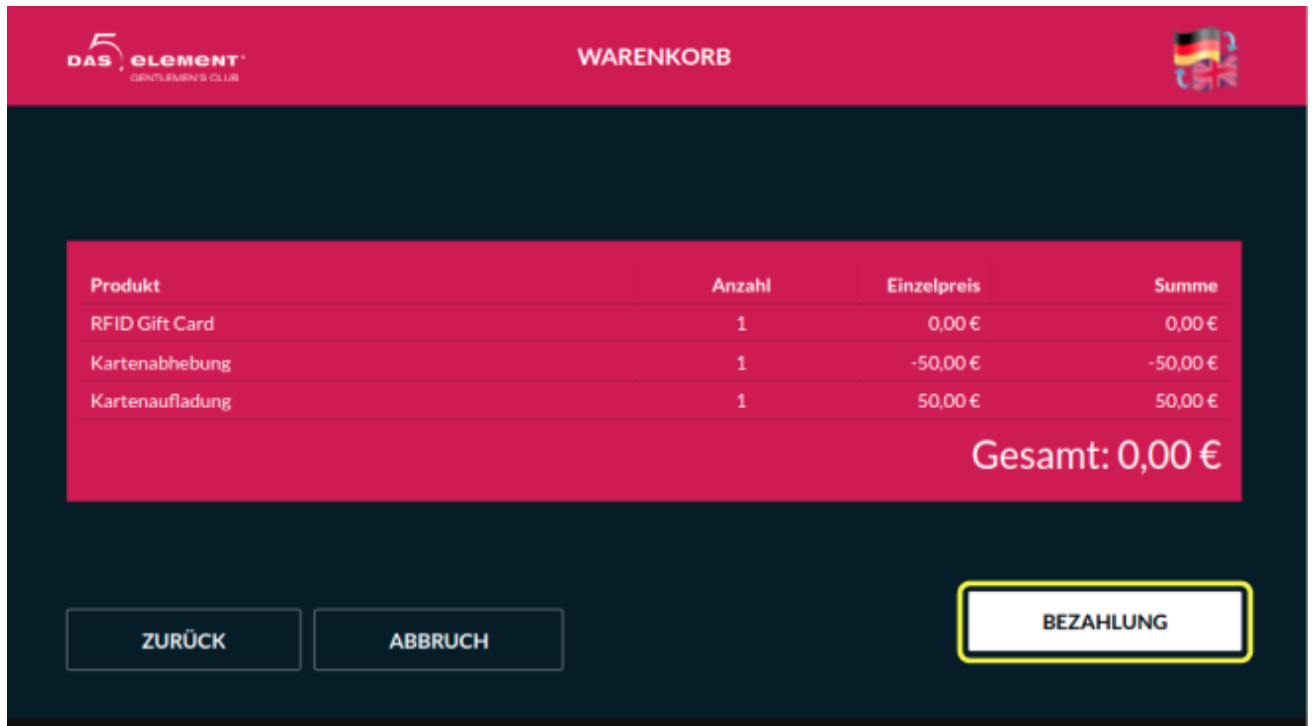 5
DAS element
GENTLEMEN'S CLUB
WARENKORB
Produkt Anzahl Einzelpreis Summe
RFID Gift Card 1 0,00 € 0,00 €
Kartenabhebung 1 -50,00 € -50,00 €
Kartenaufladung 1 50,00 € 50,00 €
Gesamt: 0,00 €
ZURÜCK ABBRUCH BEZAHLUNG